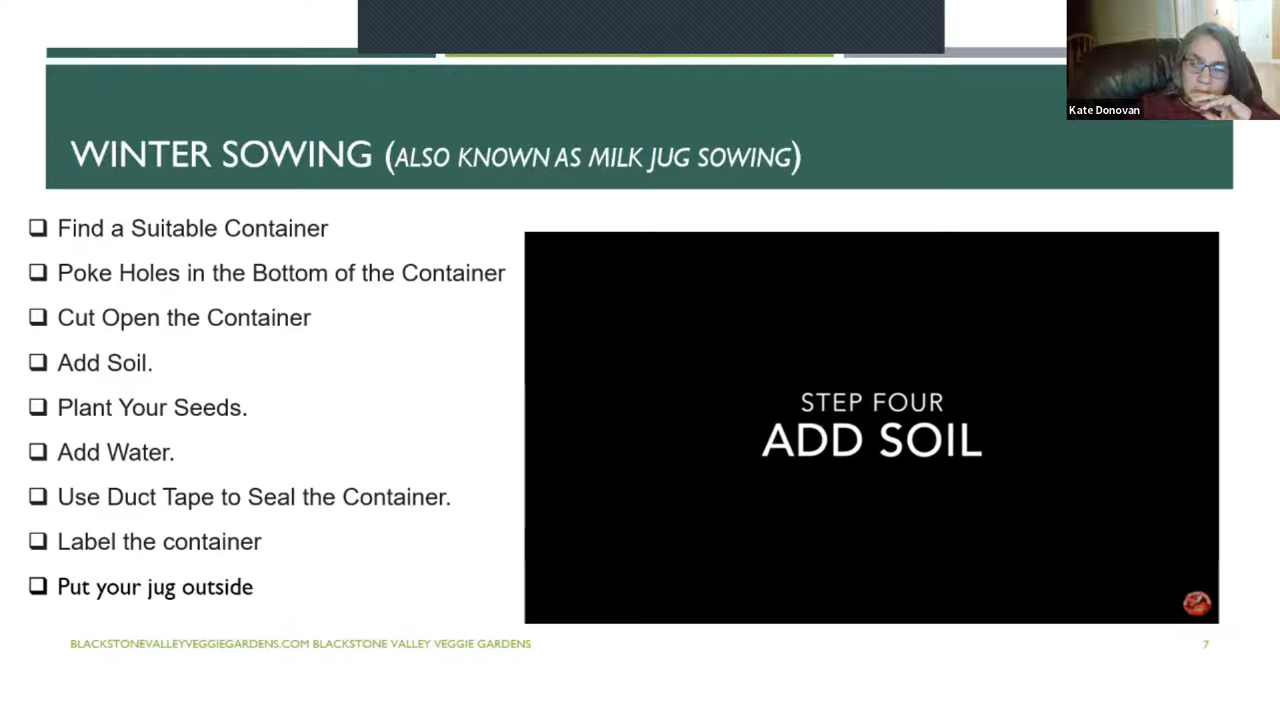 Kate Donovan
WINTER SOWING (ALSO KNOWN AS MILK JUG SOWING)
Find a Suitable Container
Poke Holes in the Bottom of the Container
Cut Open the Container
Add Soil.
Plant Your Seeds.
Add Water.
Use Duct Tape to Seal the Container.
Label the container
Put your jug outside
STEP FOUR
ADD SOIL
BLACKSTONEVALLEYVEGGIEGARDENS.COM BLACKSTONE VALLEY VEGGIE GARDENS
7